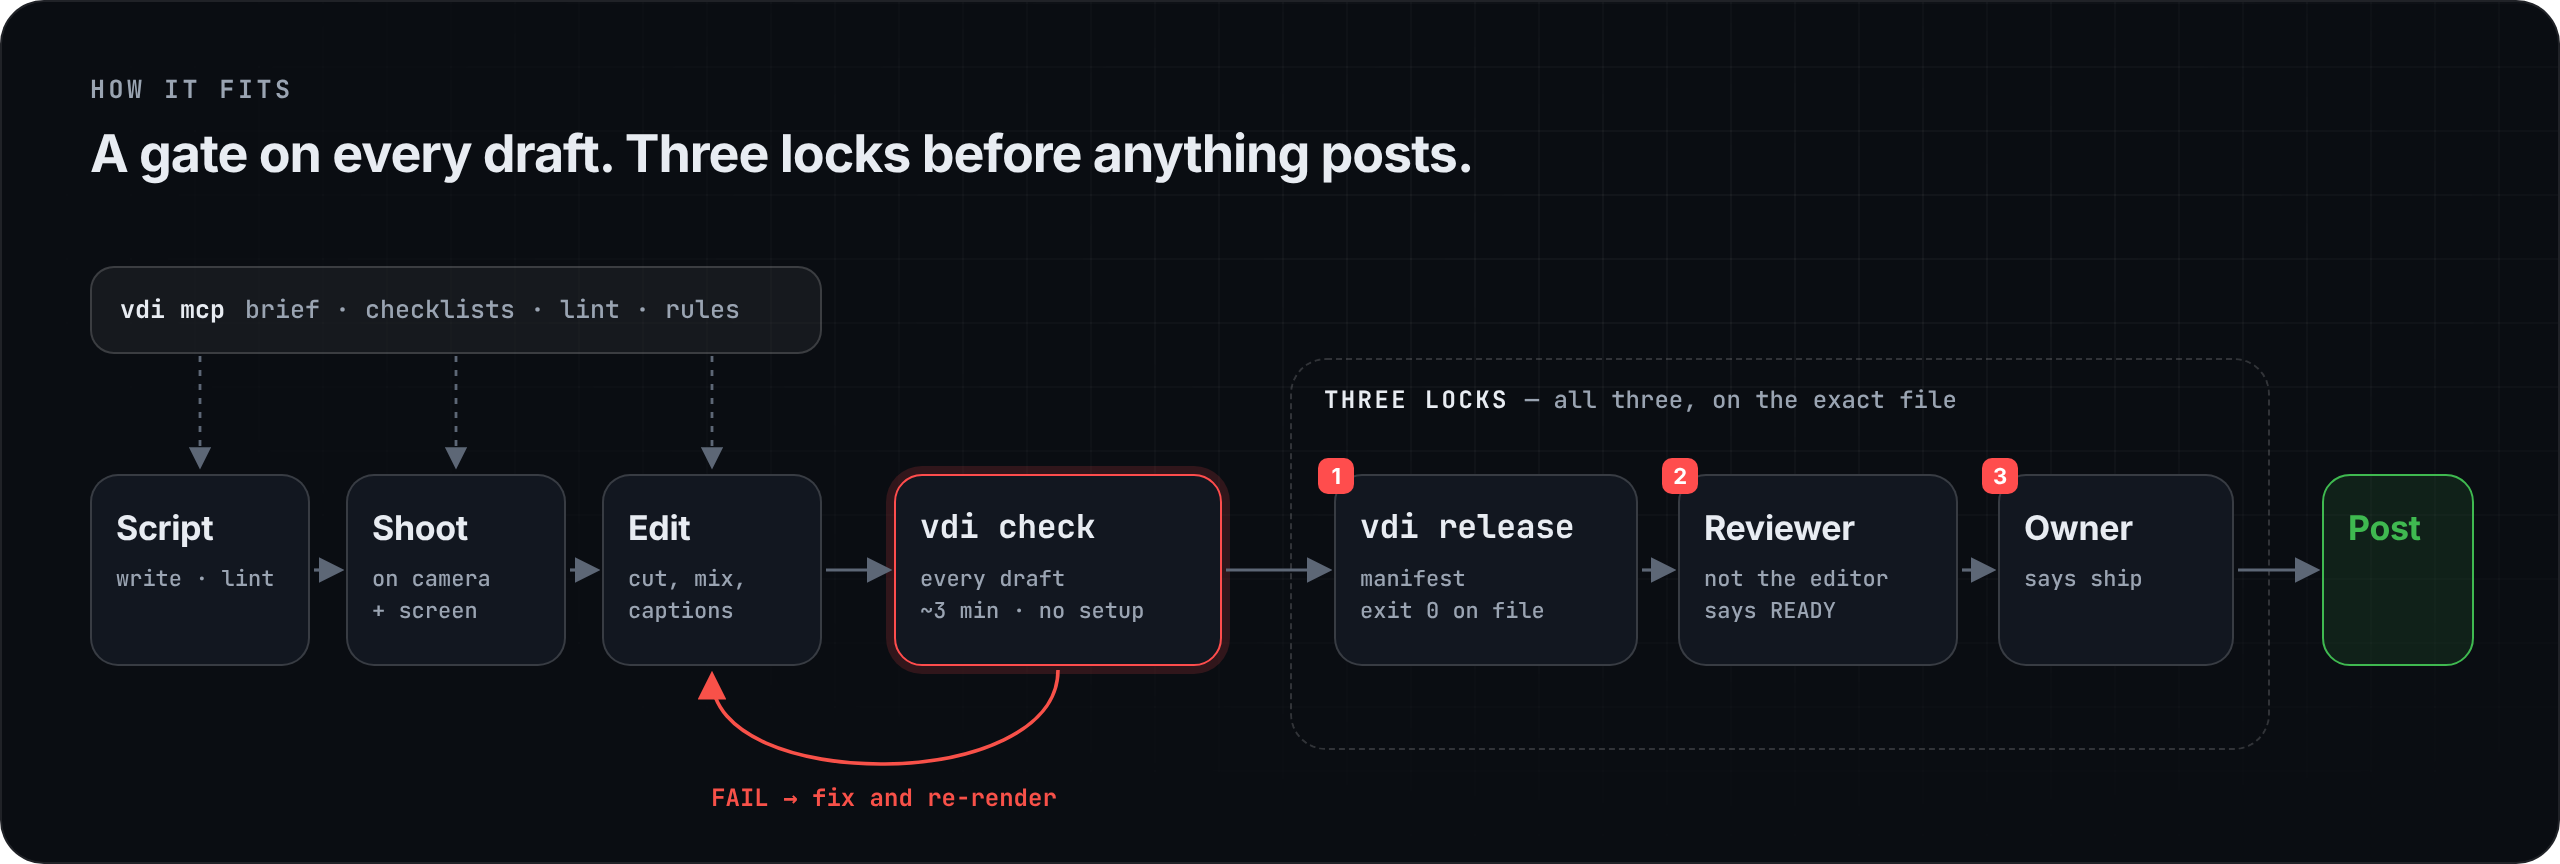 HOW IT FITS
A gate on every draft. Three locks before anything posts.
vdi mcp brief · checklists · lint · rules
THREE LOCKS — all three, on the exact file
Script
write · lint
Shoot
on camera
+ screen
Edit
cut, mix,
captions
vdi check
every draft
~3 min · no setup
1
vdi release
manifest
exit 0 on file
2
Reviewer
not the editor
says READY
3
Owner
says ship
Post
FAIL → fix and re-render